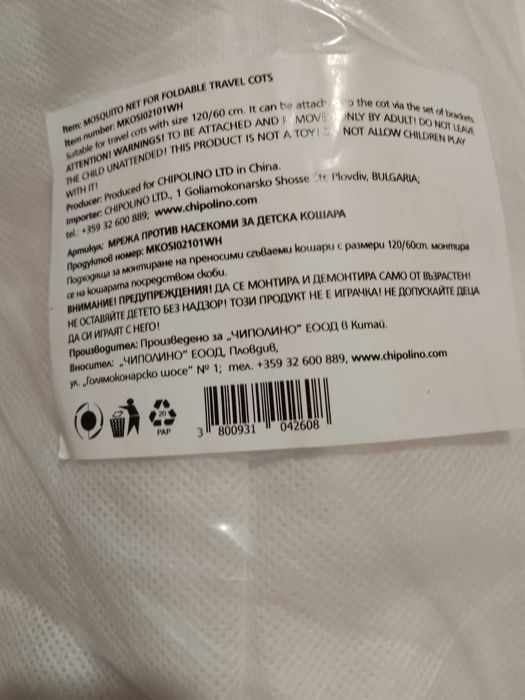 Item: MOSQUITO NET FOR FOLDABLE TRAVEL COTS
Item number: MKOSI02101WH
Suitable for travel cots with size 120/60 cm. It can be attach to the cot via the set of brackets
ATTENTION! WARNINGS! TO BE ATTACHED AND MOVE ONLY BY ADULT! DO NOT LEAVE
THE CHILD UNATTENDED! THIS PRODUCT IS NOT A TOY! NOT ALLOW CHILDREN PLAY
WITH IT!
Producer: Produced for CHIPOLINO LTD in China.
Importer: CHIPOLINO LTD., 1 Goliamokonarsko Shosse Str. Plovdiv, BULGARIA;
tel.: +359 32 600 889; www.chipolino.com
Артикул: МРЕЖА ПРОТИВ НАСЕКОМИ ЗА ДЕТСКА КОШАРА
Продуктов номер: MKOSI02101WH
Подходяща за монтиране на преносими сгъваеми кошари с размери 120/60cm. монтира
се на кошарата посредством скоби.
ВНИМАНИЕ! ПРЕДУПРЕЖДЕНИЯ! ДА СЕ МОНТИРА И ДЕМОНТИРА САМО ОТ ВЪЗРАСТЕН!
НЕ ОСТАВЯЙТЕ ДЕТЕТО БЕЗ НАДЗОР! ТОЗИ ПРОДУКТ НЕ Е ИГРАЧКА! НЕ ДОПУСКАЙТЕ ДЕЦА
ДА СИ ИГРАЯТ С НЕГО!
Производител: Произведено за „ЧИПОЛИНО" ЕООД в Китай.
Вносител: „ЧИПОЛИНО" ЕООД, Пловдив,
ул. „Голямоконарско шосе" № 1; тел. +359 32 600 889, www.chipolino.com
20
PAP
3 800931 042608